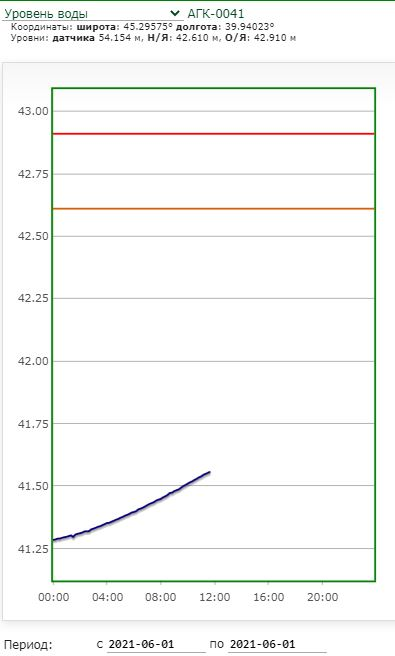 Уровень воды АГК-0041
Координаты: широта: 45.29575° долгота: 39.94023°
Уровни: датчика 54.154 м, Н/Я: 42.610 м, О/Я: 42.910 м
43.00
42.75
42.50
42.25
42.00
41.75
41.50
41.25
00:00 04:00 08:00 12:00 16:00 20:00
Период: с 2021-06-01 по 2021-06-01